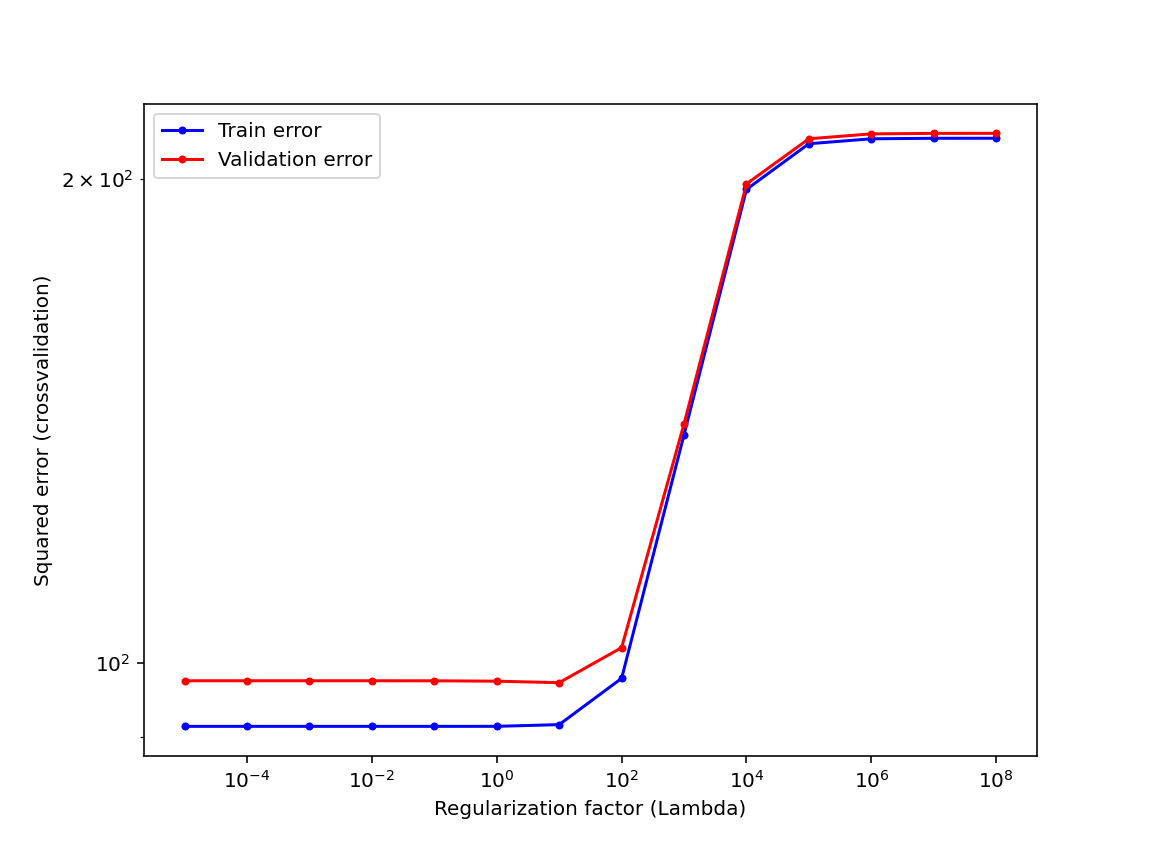 Train error
Validation error
2 × 10²
10²
Squared error (crossvalidation)
10⁻⁴ 10⁻² 10⁰ 10² 10⁴ 10⁶ 10⁸
Regularization factor (Lambda)